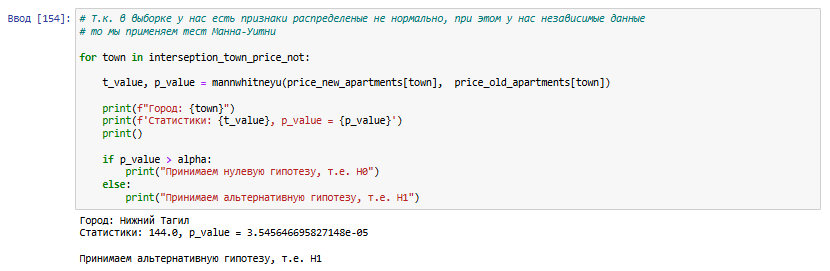 Ввод [154]: # Т.к. в выборке у нас есть признаки распределеные не нормально, при этом у нас независимые данные
# то мы применяем тест Манна-Уитни
for town in interseption_town_price_not:
t_value, p_value = mannwhitneyu(price_new_apartments[town],  price_old_apartments[town])
print(f"Город: {town}")
print(f'Статистики: {t_value}, p_value = {p_value}')
print()
if p_value > alpha:
print("Принимаем нулевую гипотезу, т.е. H0")
else:
print("Принимаем альтернативную гипотезу, т.е. H1")
Город: Нижний Тагил
Статистики: 144.0, p_value = 3.545646695827148e-05
Принимаем альтернативную гипотезу, т.е. H1